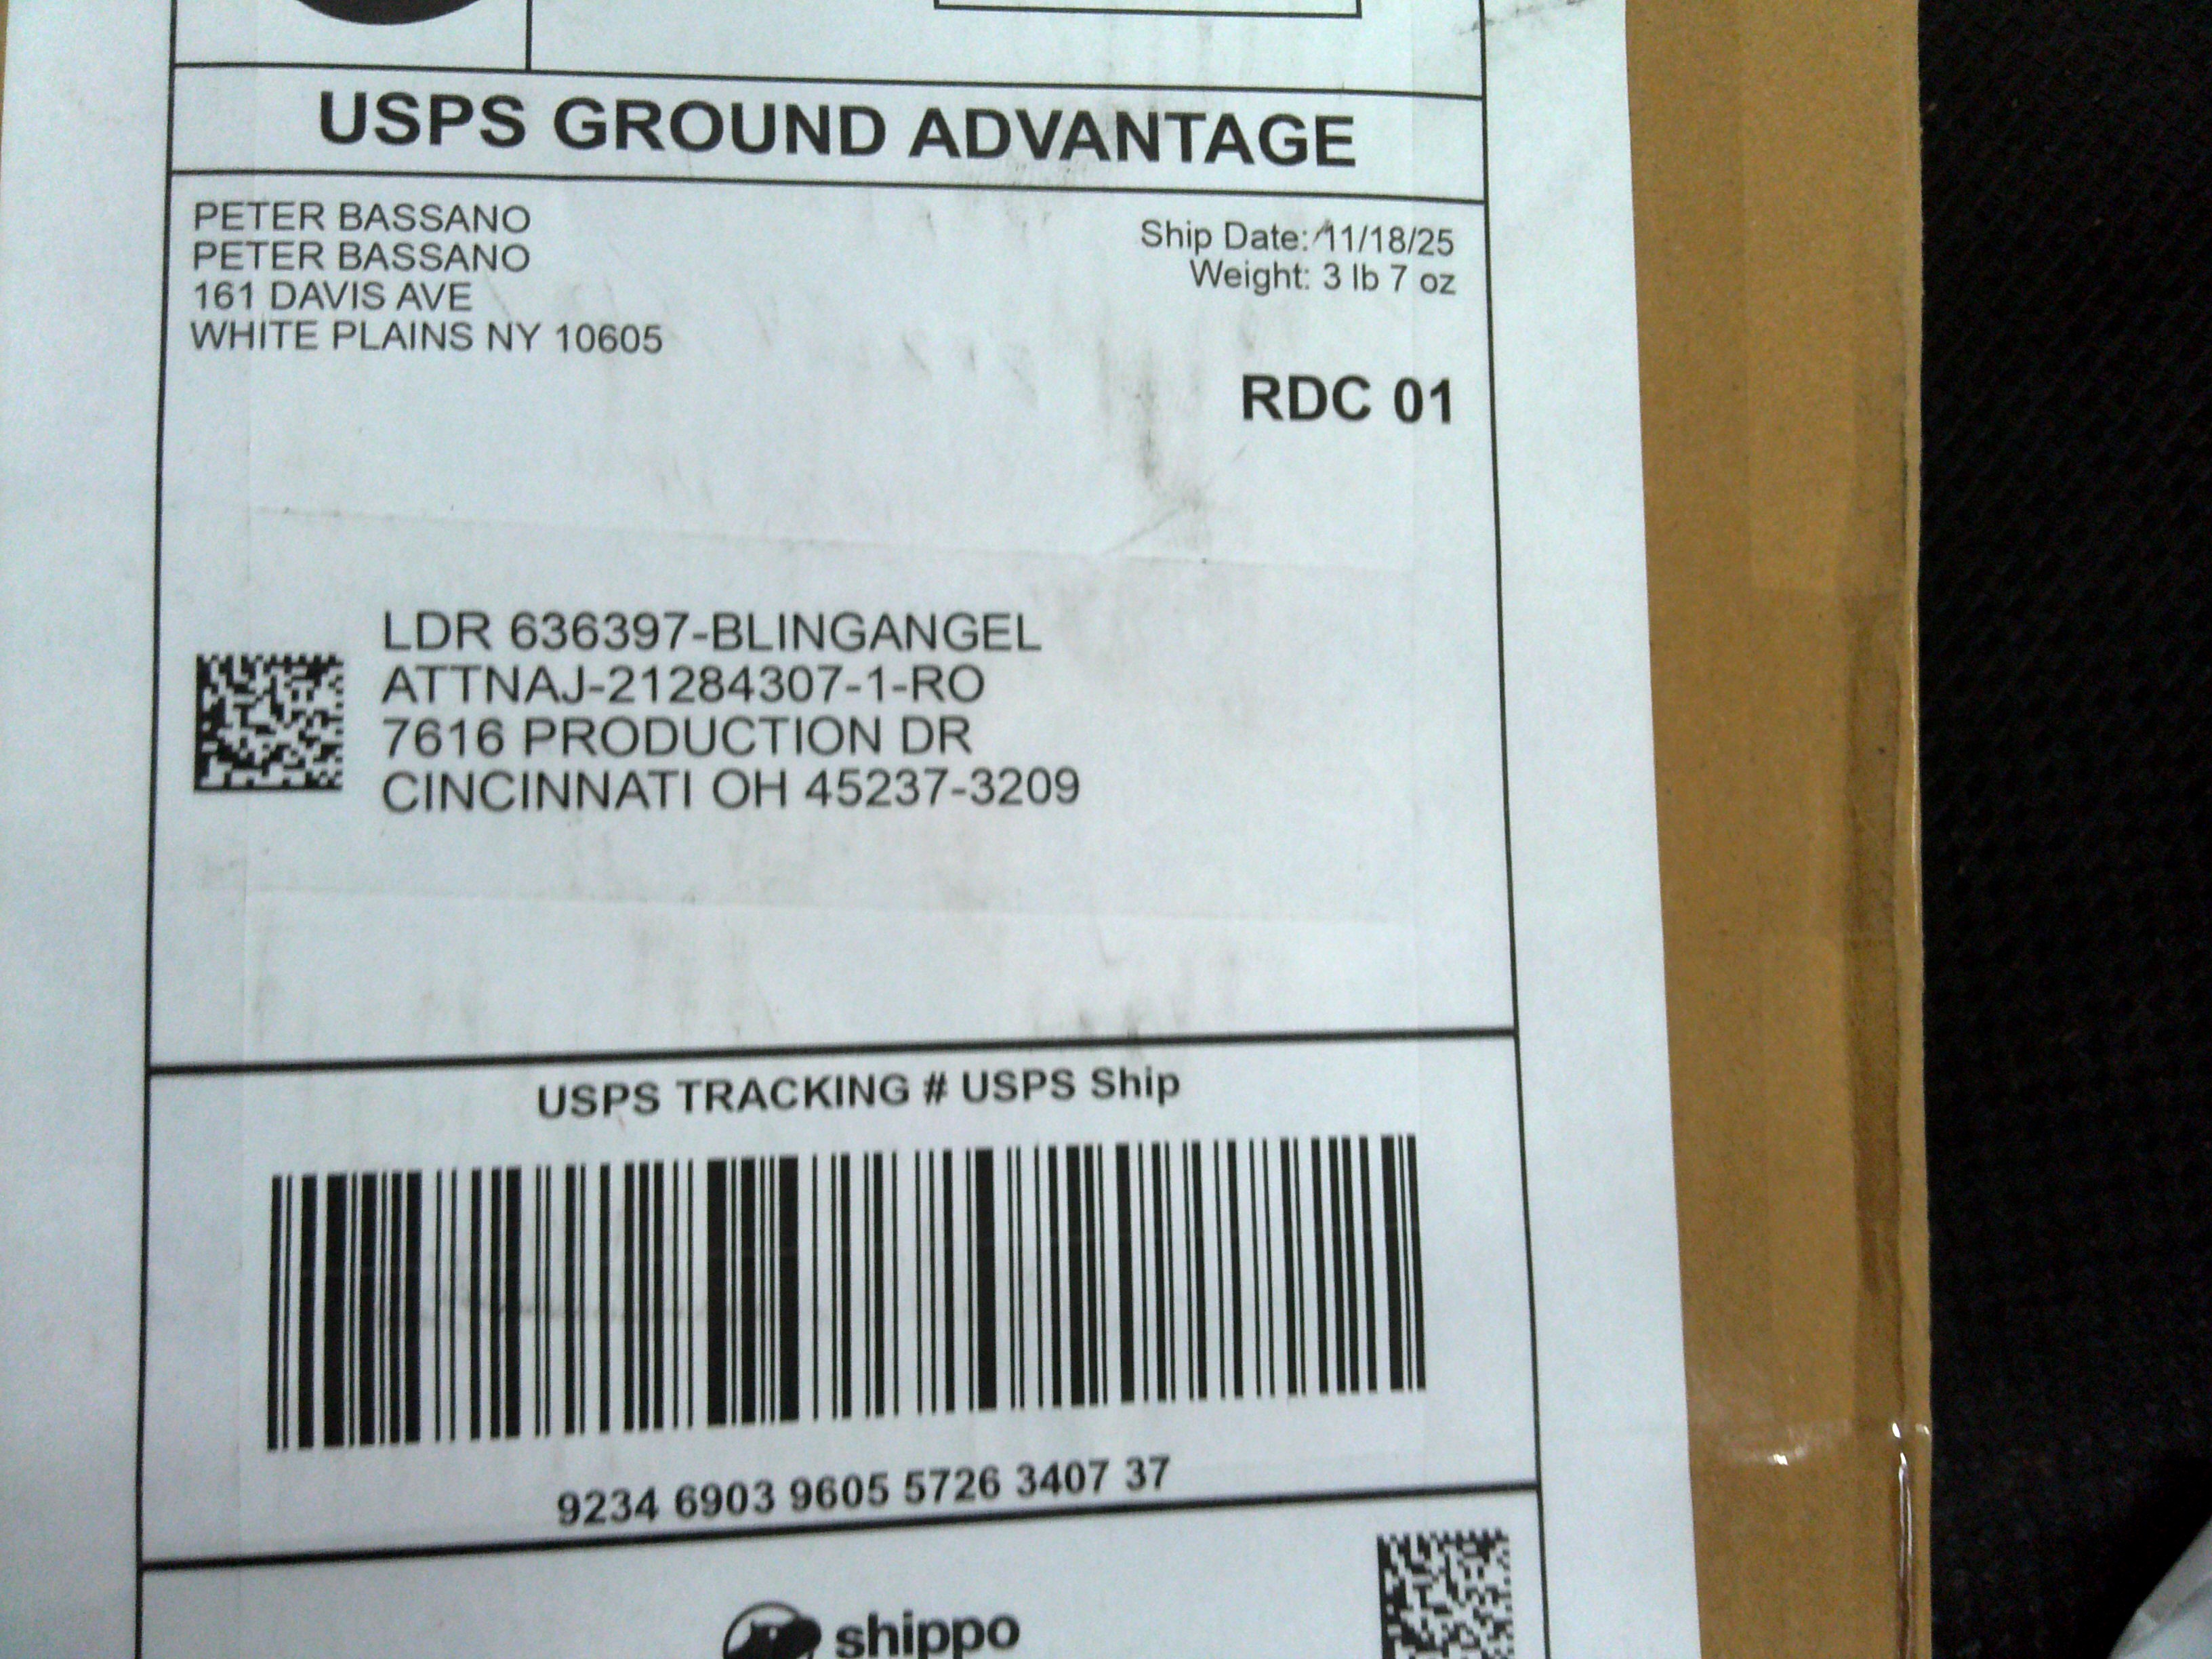 USPS GROUND ADVANTAGE
PETER BASSANO
PETER BASSANO
161 DAVIS AVE
WHITE PLAINS NY 10605
Ship Date: 11/18/25
Weight: 3 lb 7 oz
RDC 01
LDR 636397-BLINGANGEL
ATTNAJ-21284307-1-RO
7616 PRODUCTION DR
CINCINNATI OH 45237-3209
USPS TRACKING # USPS Ship
9234 6903 9605 5726 3407 37
shippo